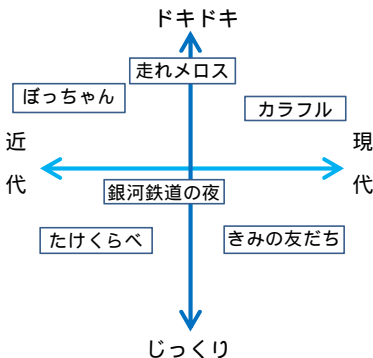 ドキドキ
走れメロス
ぼっちゃん
カラフル
近代
現代
銀河鉄道の夜
たけくらべ
きみの友だち
じっくり